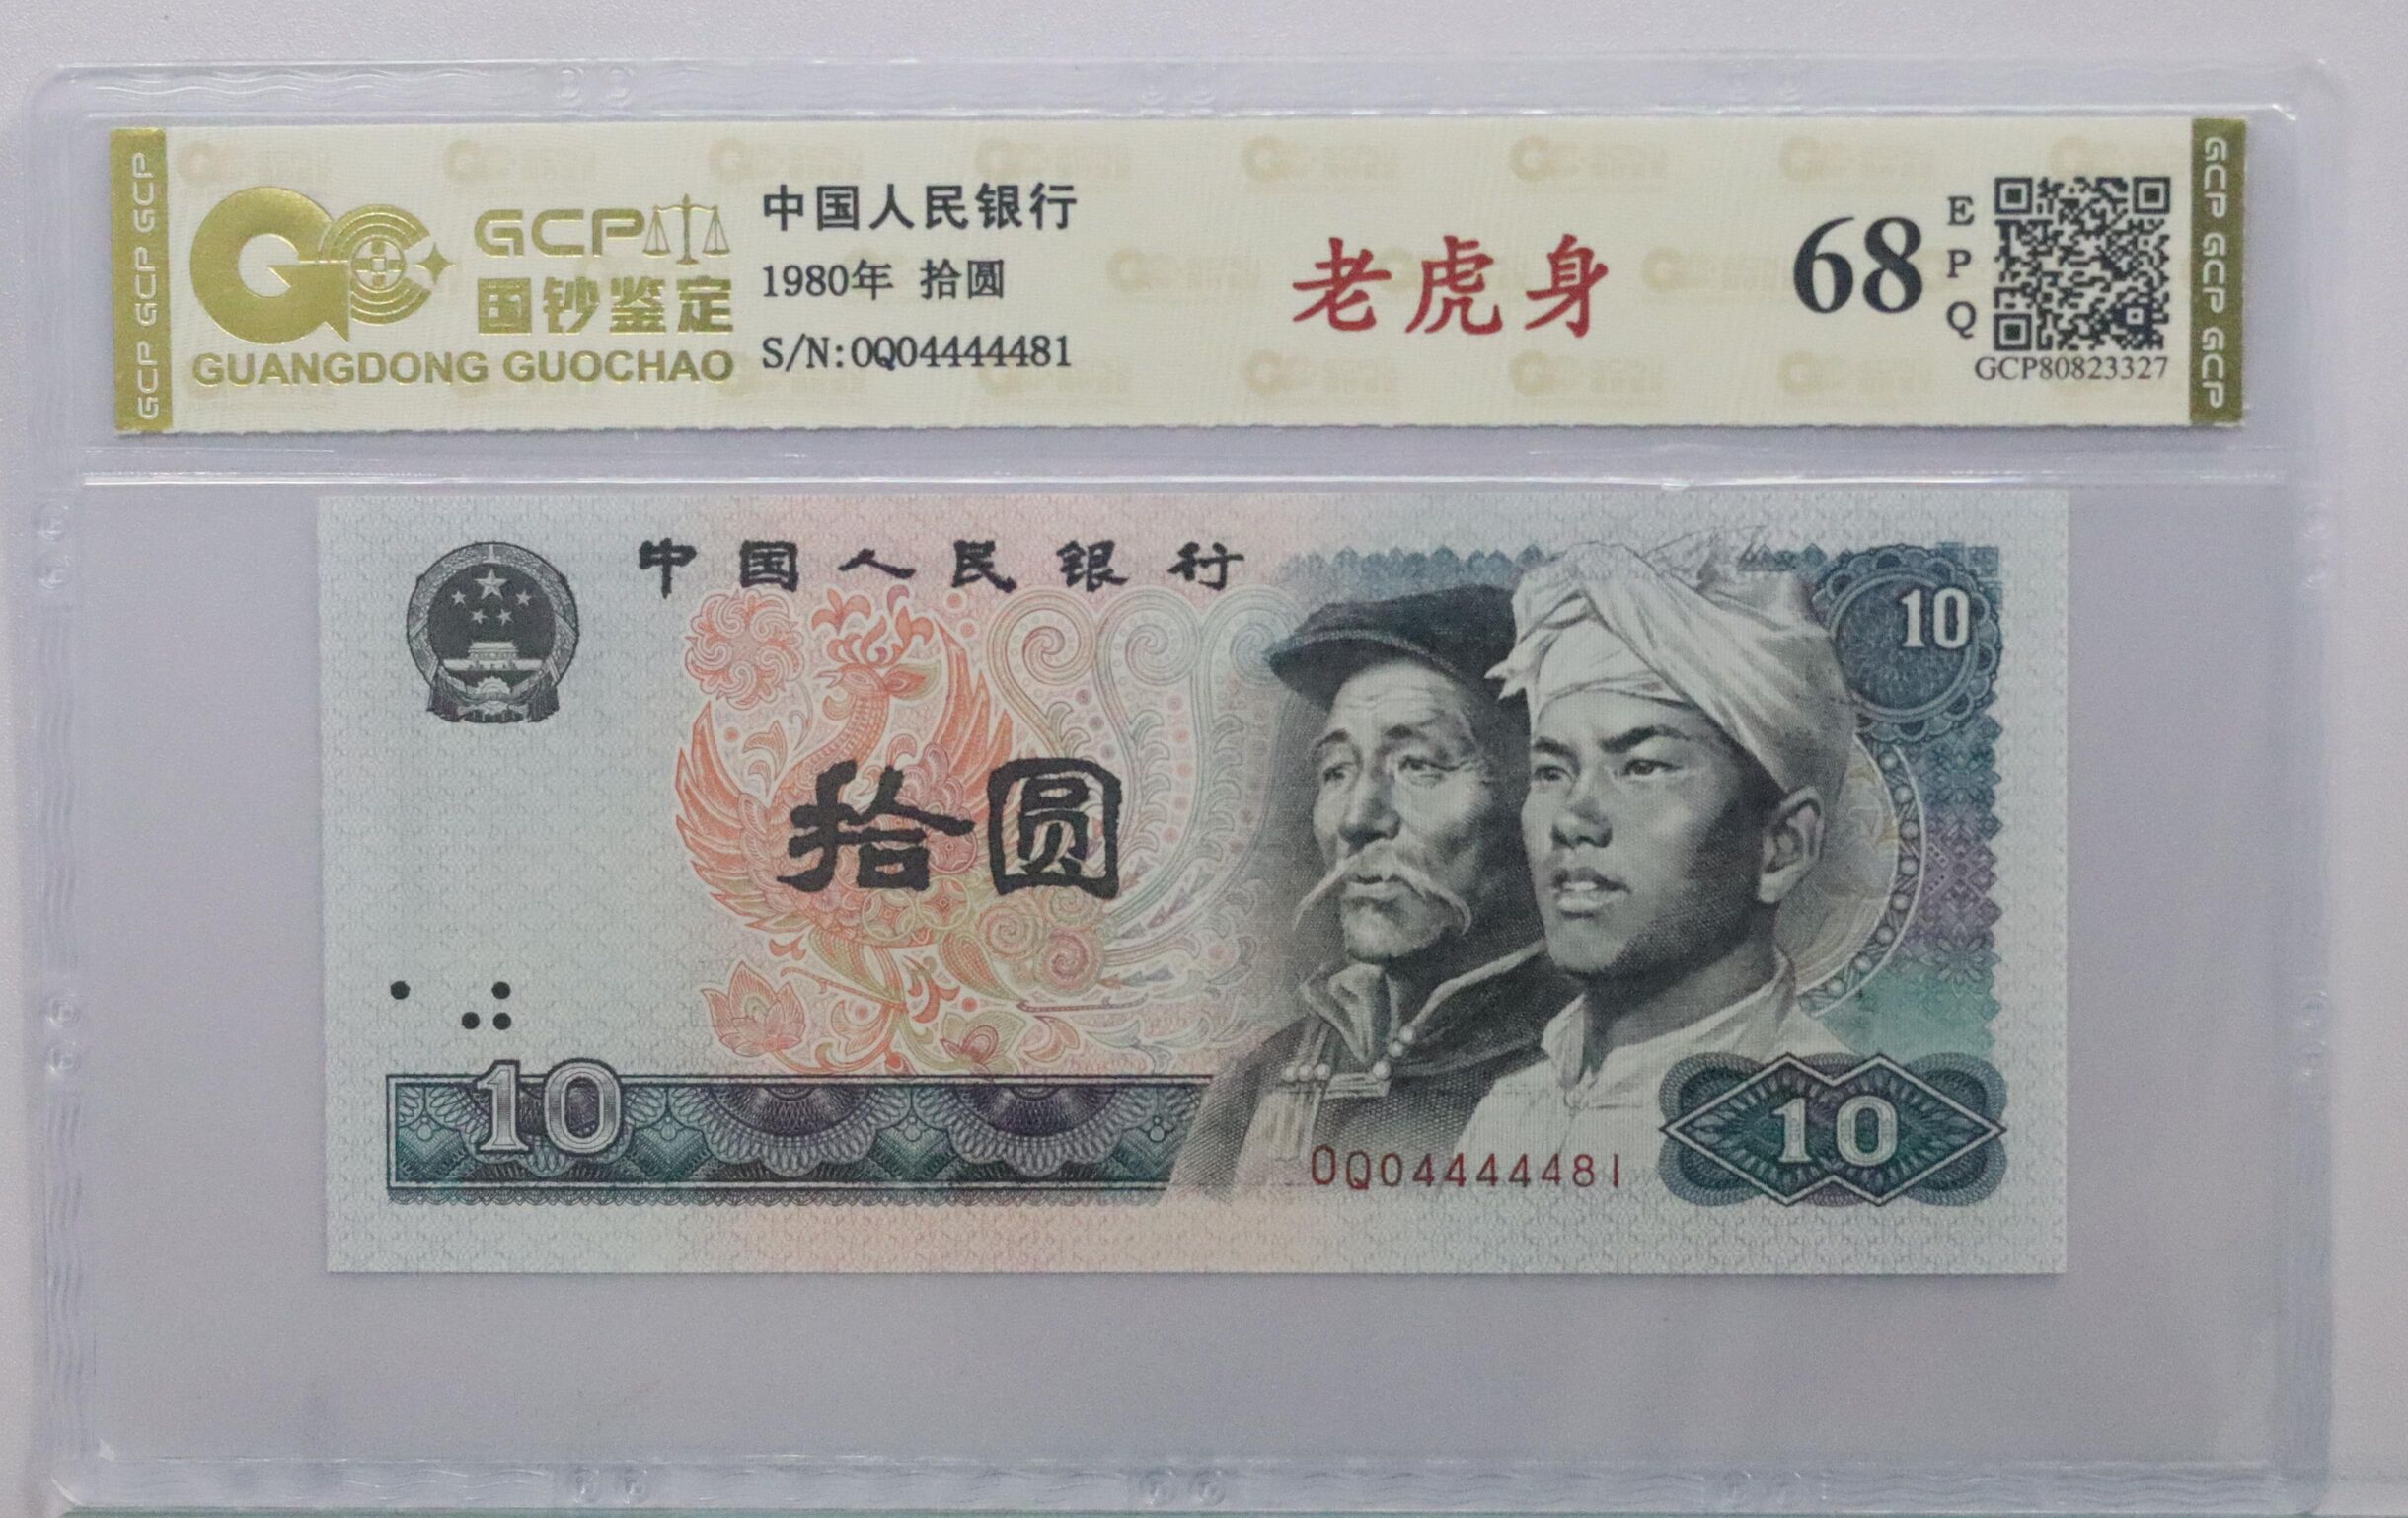 GCP GCP GCP
GCP
国钞鉴定
GUANGDONG GUOCHAO
中国人民银行
1980年 拾圆
S/N:0Q04444481
老虎身
68
EPQ
GCP80823327
GCP GCP GCP
中国人民银行
10
拾圆
10
0Q04444481
10